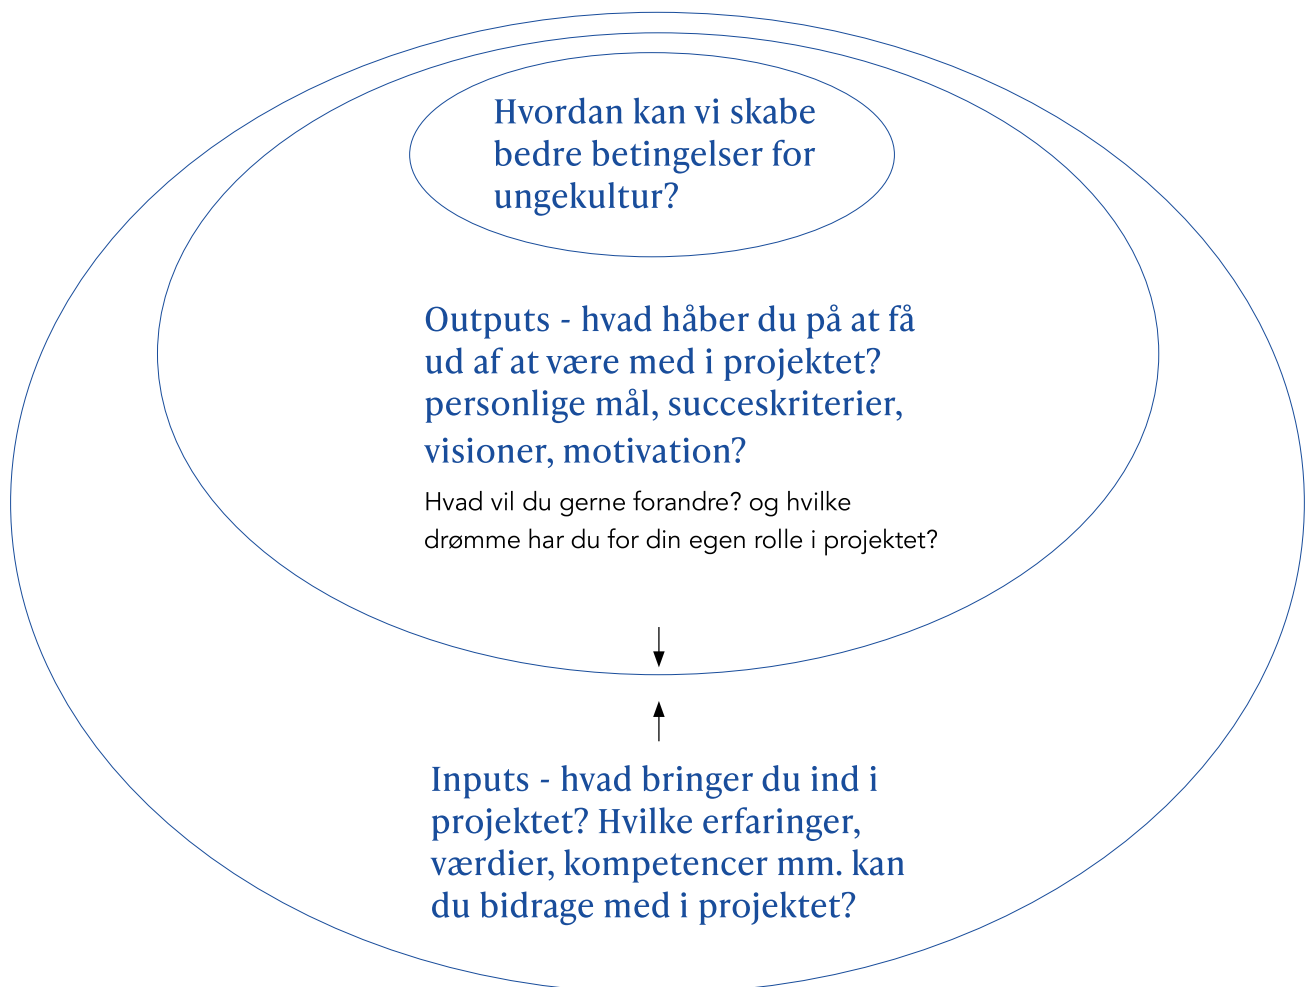 Hvordan kan vi skabe
bedre betingelser for
ungekultur?
Outputs - hvad håber du på at få
ud af at være med i projektet?
personlige mål, succeskriterier,
visioner, motivation?
Hvad vil du gerne forandre? og hvilke
drømme har du for din egen rolle i projektet?
Inputs - hvad bringer du ind i
projektet? Hvilke erfaringer,
værdier, kompetencer mm. kan
du bidrage med i projektet?